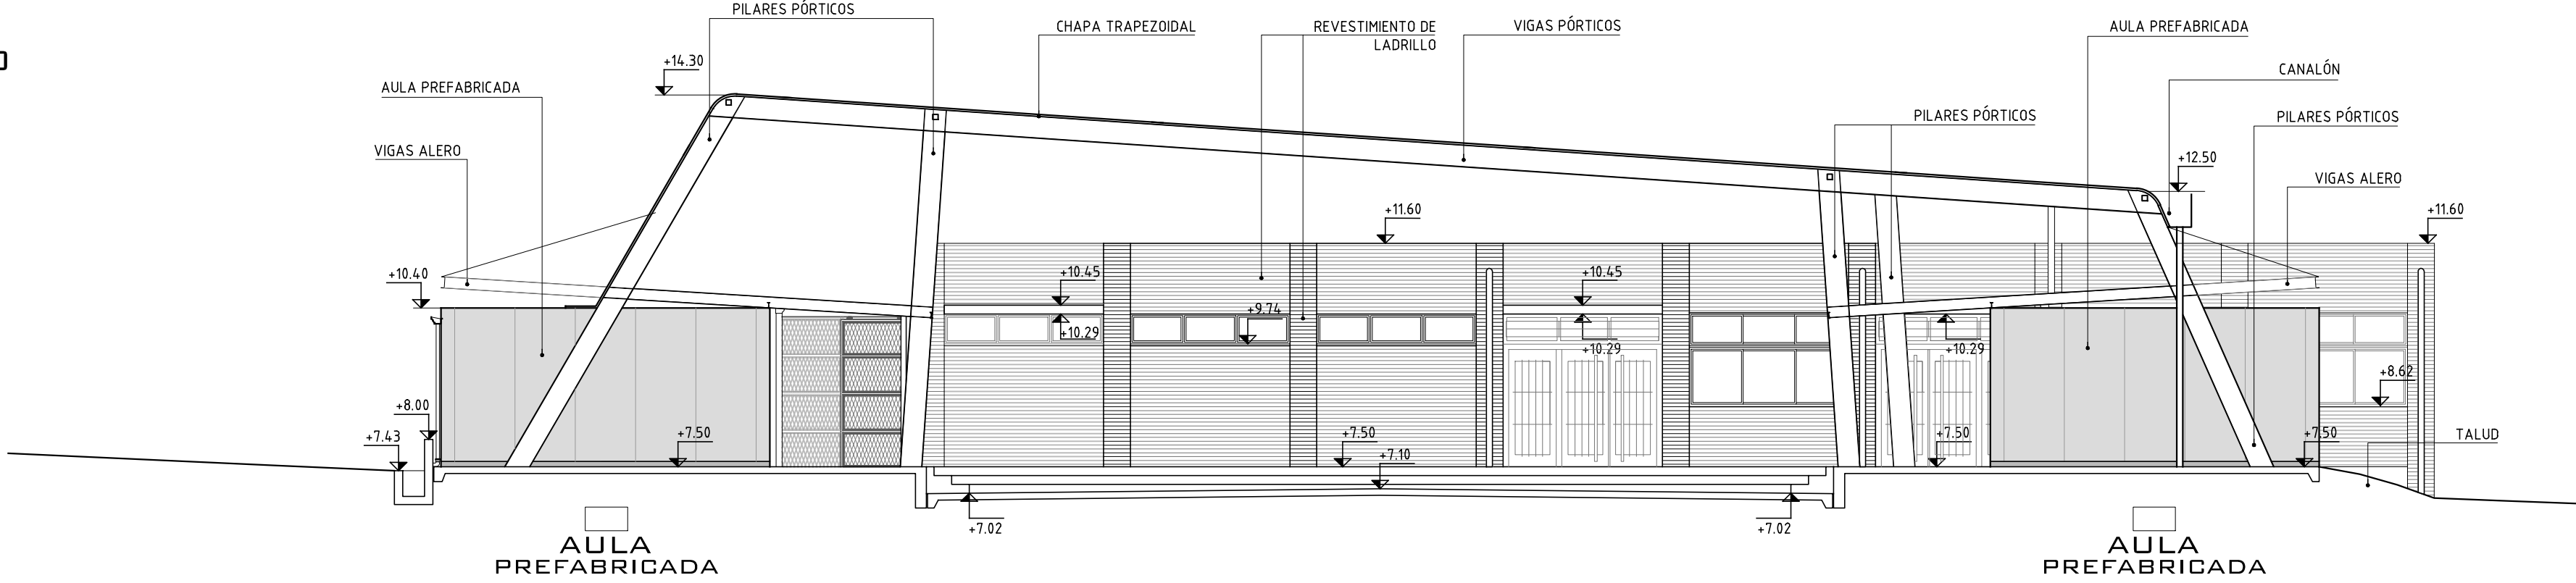 PILARES PÓRTICOS
CHAPA TRAPEZOIDAL
REVESTIMIENTO DE
LADRILLO
VIGAS PÓRTICOS
AULA PREFABRICADA
CANALÓN
+14.30
AULA PREFABRICADA
PILARES PÓRTICOS
PILARES PÓRTICOS
VIGAS ALERO
+12.50
VIGAS ALERO
+11.60
+11.60
+10.40
+10.45
+10.45
+9.74
+10.29
+10.29
+10.29
+8.62
+8.00
+7.43
+7.50
+7.50
+7.50
+7.50
TALUD
+7.10
+7.02
+7.02
AULA
PREFABRICADA
AULA
PREFABRICADA